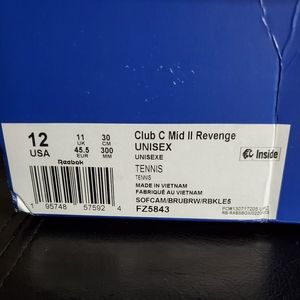 12 USA
11 UK 30 CM
45.5 EUR 300 MM
Reebok
Club C Mid II Revenge
UNISEX
UNISEXE
TENNIS
TENNIS
MADE IN VIETNAM
FABRIQUÉ AU VIETNAM
SOFCAM/BRUBRW/RBKLE5
FZ5843
Inside
1 95748 57592 4